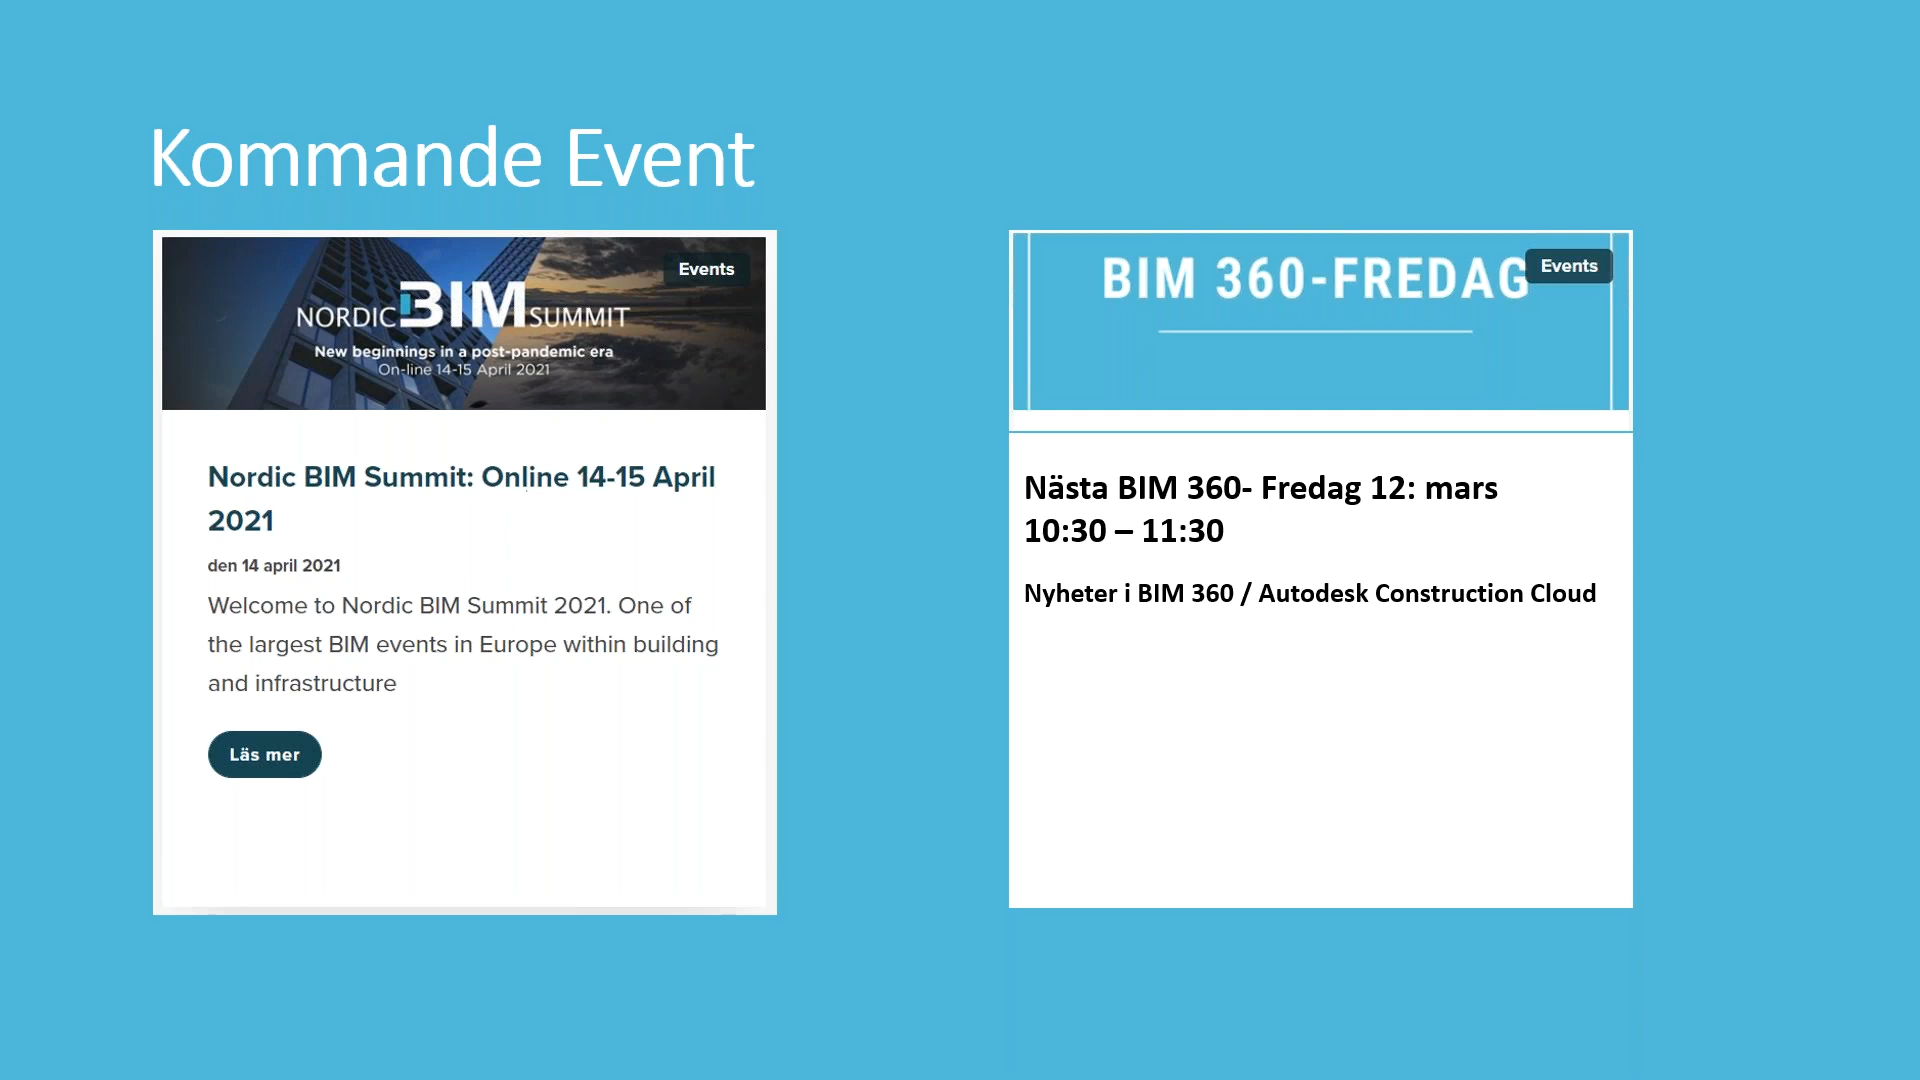 Kommande Event
Events
NORDIC BIM SUMMIT
New beginnings in a post-pandemic era
On-line 14-15 April 2021
Nordic BIM Summit: Online 14-15 April
2021
den 14 april 2021
Welcome to Nordic BIM Summit 2021. One of
the largest BIM events in Europe within building
and infrastructure
Läs mer
Events
BIM 360-FREDAG
Nästa BIM 360- Fredag 12: mars
10:30 – 11:30
Nyheter i BIM 360 / Autodesk Construction Cloud